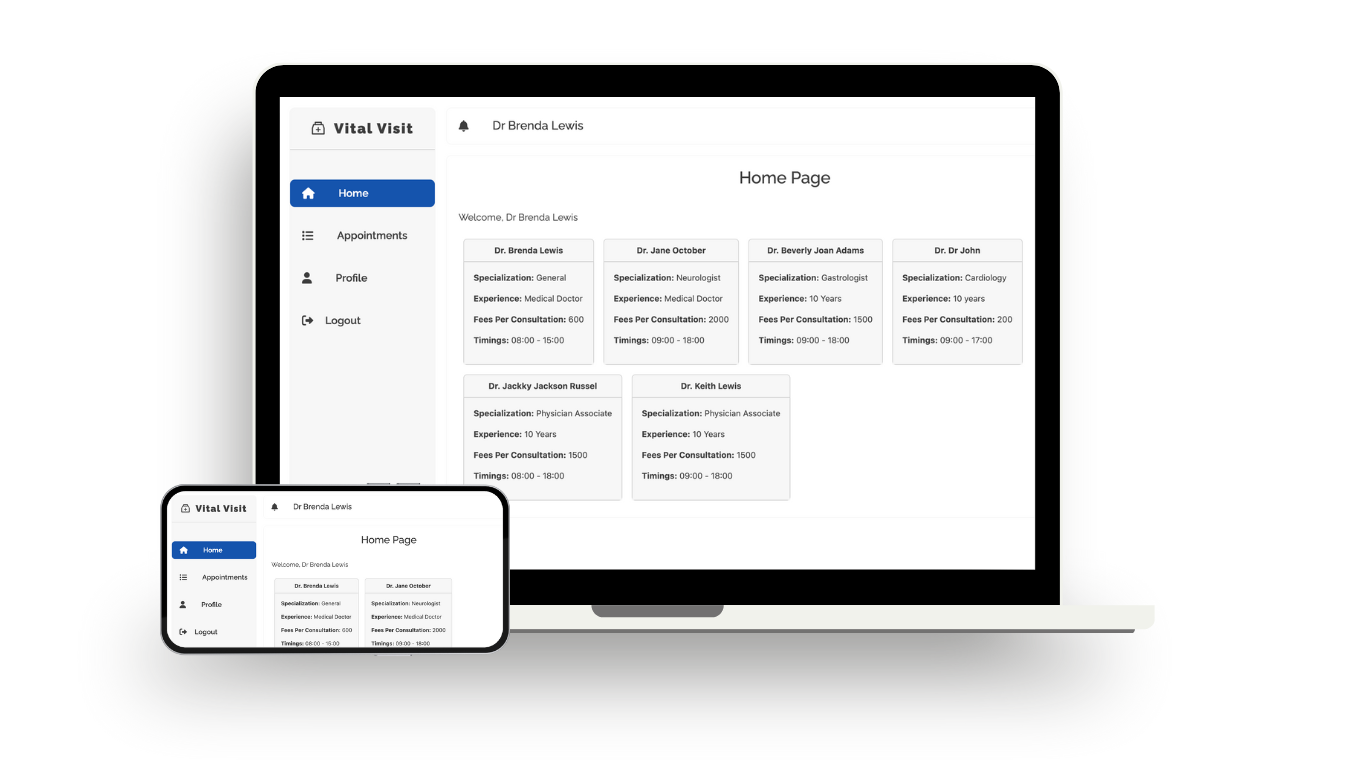 Vital Visit
Dr Brenda Lewis
Home
Appointments
Profile
Logout
Home Page
Welcome, Dr Brenda Lewis
Dr. Brenda Lewis
Specialization: General
Experience: Medical Doctor
Fees Per Consultation: 600
Timings: 08:00 - 15:00
Dr. Jane October
Specialization: Neurologist
Experience: Medical Doctor
Fees Per Consultation: 2000
Timings: 09:00 - 18:00
Dr. Beverly Joan Adams
Specialization: Gastrologist
Experience: 10 Years
Fees Per Consultation: 1500
Timings: 09:00 - 18:00
Dr. Dr John
Specialization: Cardiology
Experience: 10 years
Fees Per Consultation: 200
Timings: 09:00 - 17:00
Dr. Jackky Jackson Russel
Specialization: Physician Associate
Experience: 10 Years
Fees Per Consultation: 1500
Timings: 08:00 - 18:00
Dr. Keith Lewis
Specialization: Physician Associate
Experience: 10 Years
Fees Per Consultation: 1500
Timings: 09:00 - 18:00
Vital Visit
Dr Brenda Lewis
Home
Appointments
Profile
Logout
Home Page
Welcome, Dr Brenda Lewis
Dr. Brenda Lewis
Specialization: General
Experience: Medical Doctor
Fees Per Consultation: 600
Timings: 08:00 - 15:00
Dr. Jane October
Specialization: Neurologist
Experience: Medical Doctor
Fees Per Consultation: 2000
Timings: 09:00 - 18:00